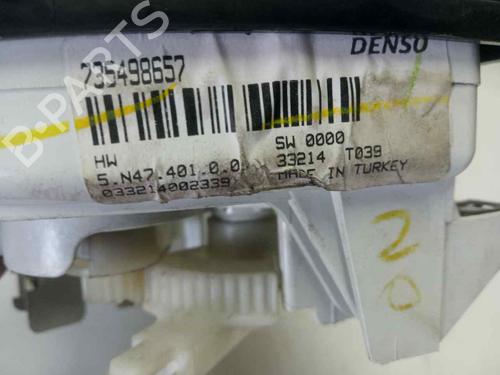 DENSO
735498657
HW
SW 0000
5.N47.401.0.0
33214 T039
033214002339
MADE IN TURKEY
20
B-PARTS